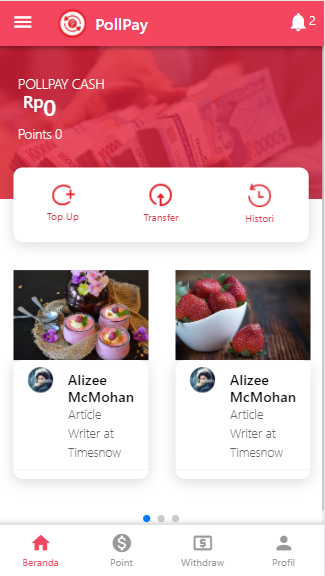 PollPay
2
POLLPAY CASH
Rp0
Points 0
Top Up
Transfer
Histori
Alizee
McMohan
Article
Writer at
Timesnow
Alizee
McMohan
Article
Writer at
Timesnow
Beranda
Point
Withdraw
Profil